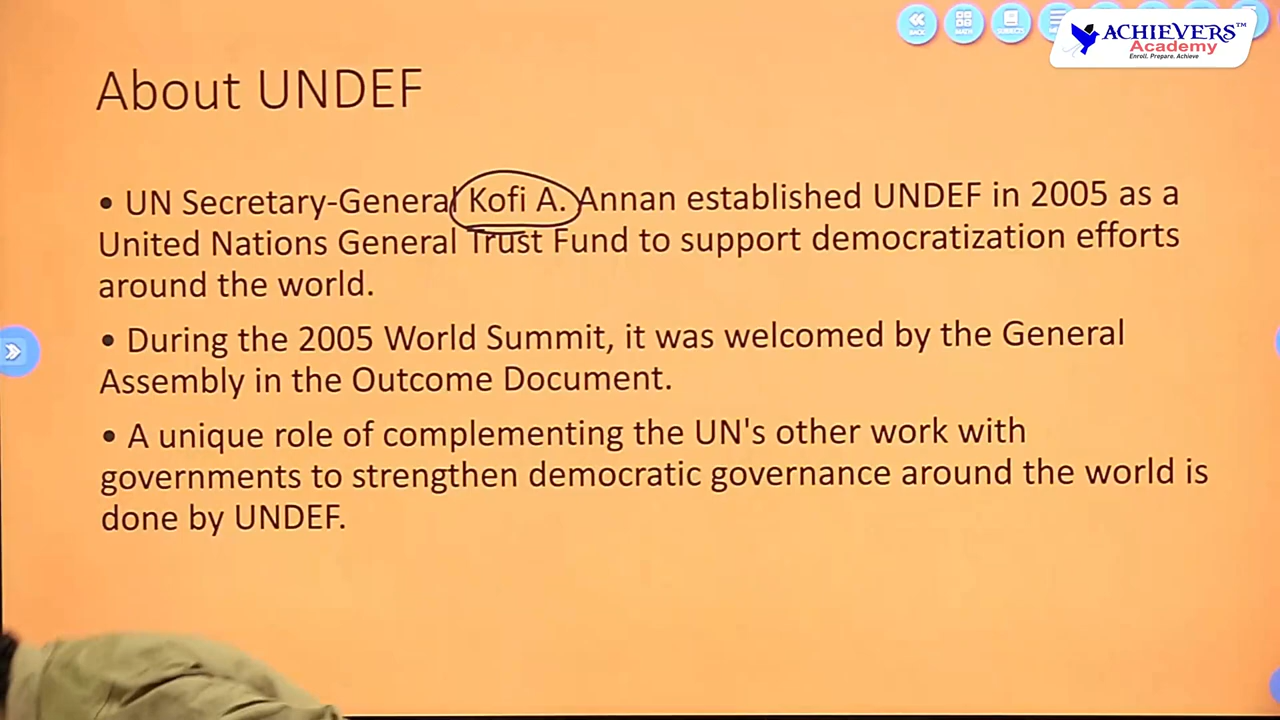 BACK
ACHIEVERS™
Academy
Enroll. Prepare. Achieve
About UNDEF
• UN Secretary-General Kofi A. Annan established UNDEF in 2005 as a
United Nations General Trust Fund to support democratization efforts
around the world.
• During the 2005 World Summit, it was welcomed by the General
Assembly in the Outcome Document.
• A unique role of complementing the UN's other work with
governments to strengthen democratic governance around the world is
done by UNDEF.